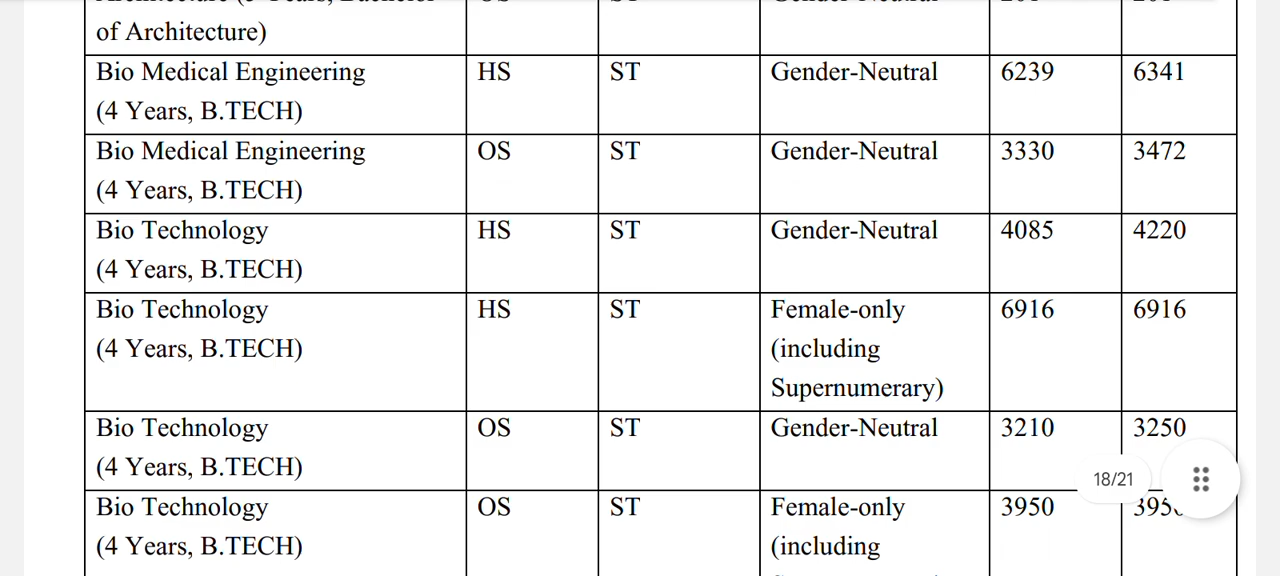 of Architecture)
Bio Medical Engineering HS ST Gender-Neutral 6239 6341
(4 Years, B.TECH)
Bio Medical Engineering OS ST Gender-Neutral 3330 3472
(4 Years, B.TECH)
Bio Technology HS ST Gender-Neutral 4085 4220
(4 Years, B.TECH)
Bio Technology HS ST Female-only 6916 6916
(4 Years, B.TECH) (including
Supernumerary)
Bio Technology OS ST Gender-Neutral 3210 3250
(4 Years, B.TECH)
18/21
Bio Technology OS ST Female-only 3950
(4 Years, B.TECH) (including